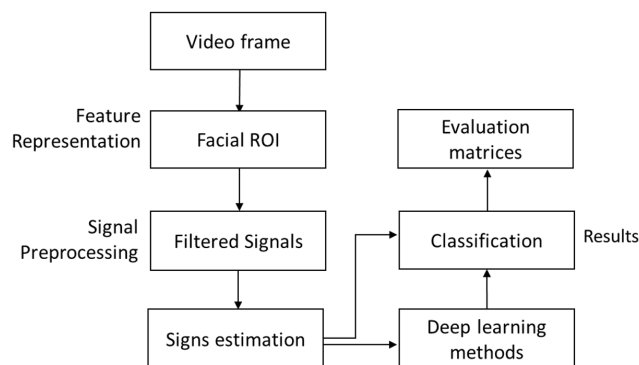 Video frame
Feature
Representation
Facial ROI
Evaluation
matrices
Signal
Preprocessing
Filtered Signals
Classification
Results
Signs estimation
Deep learning
methods